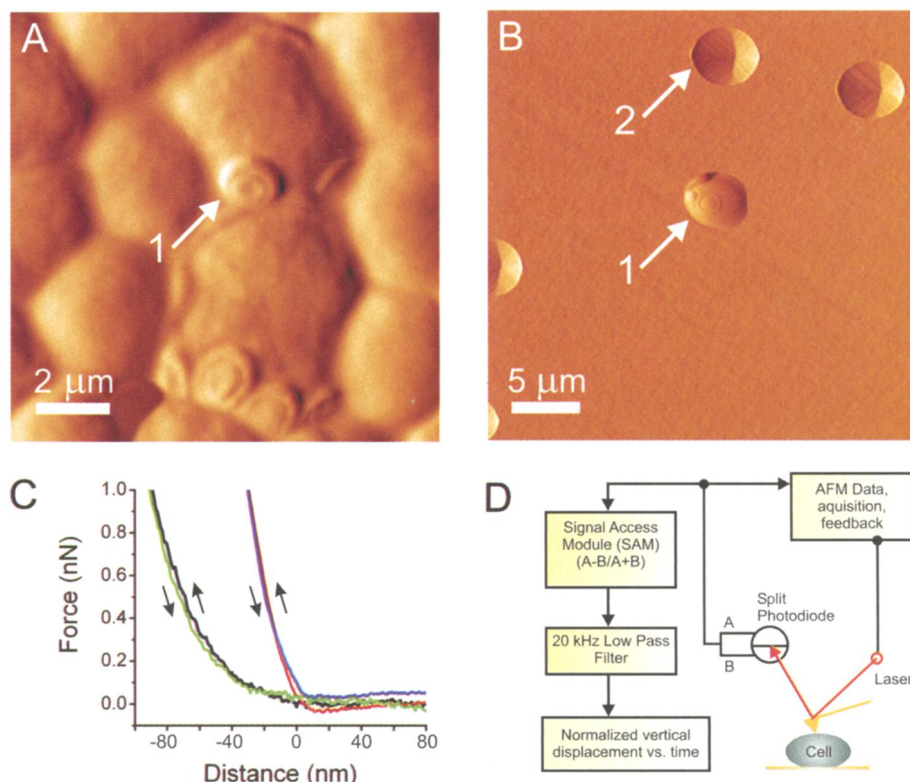 A
1
2 μm
B
2
1
5 μm
C
Force (nN)
1.0
0.8
0.6
0.4
0.2
0.0
-80
-40
0
40
80
Distance (nm)
D
Signal Access
Module (SAM)
(A-B/A+B)
20 kHz Low Pass
Filter
Normalized vertical
displacement vs. time
AFM Data,
aquisition,
feedback
Split
Photodiode
A
B
Laser
Cell